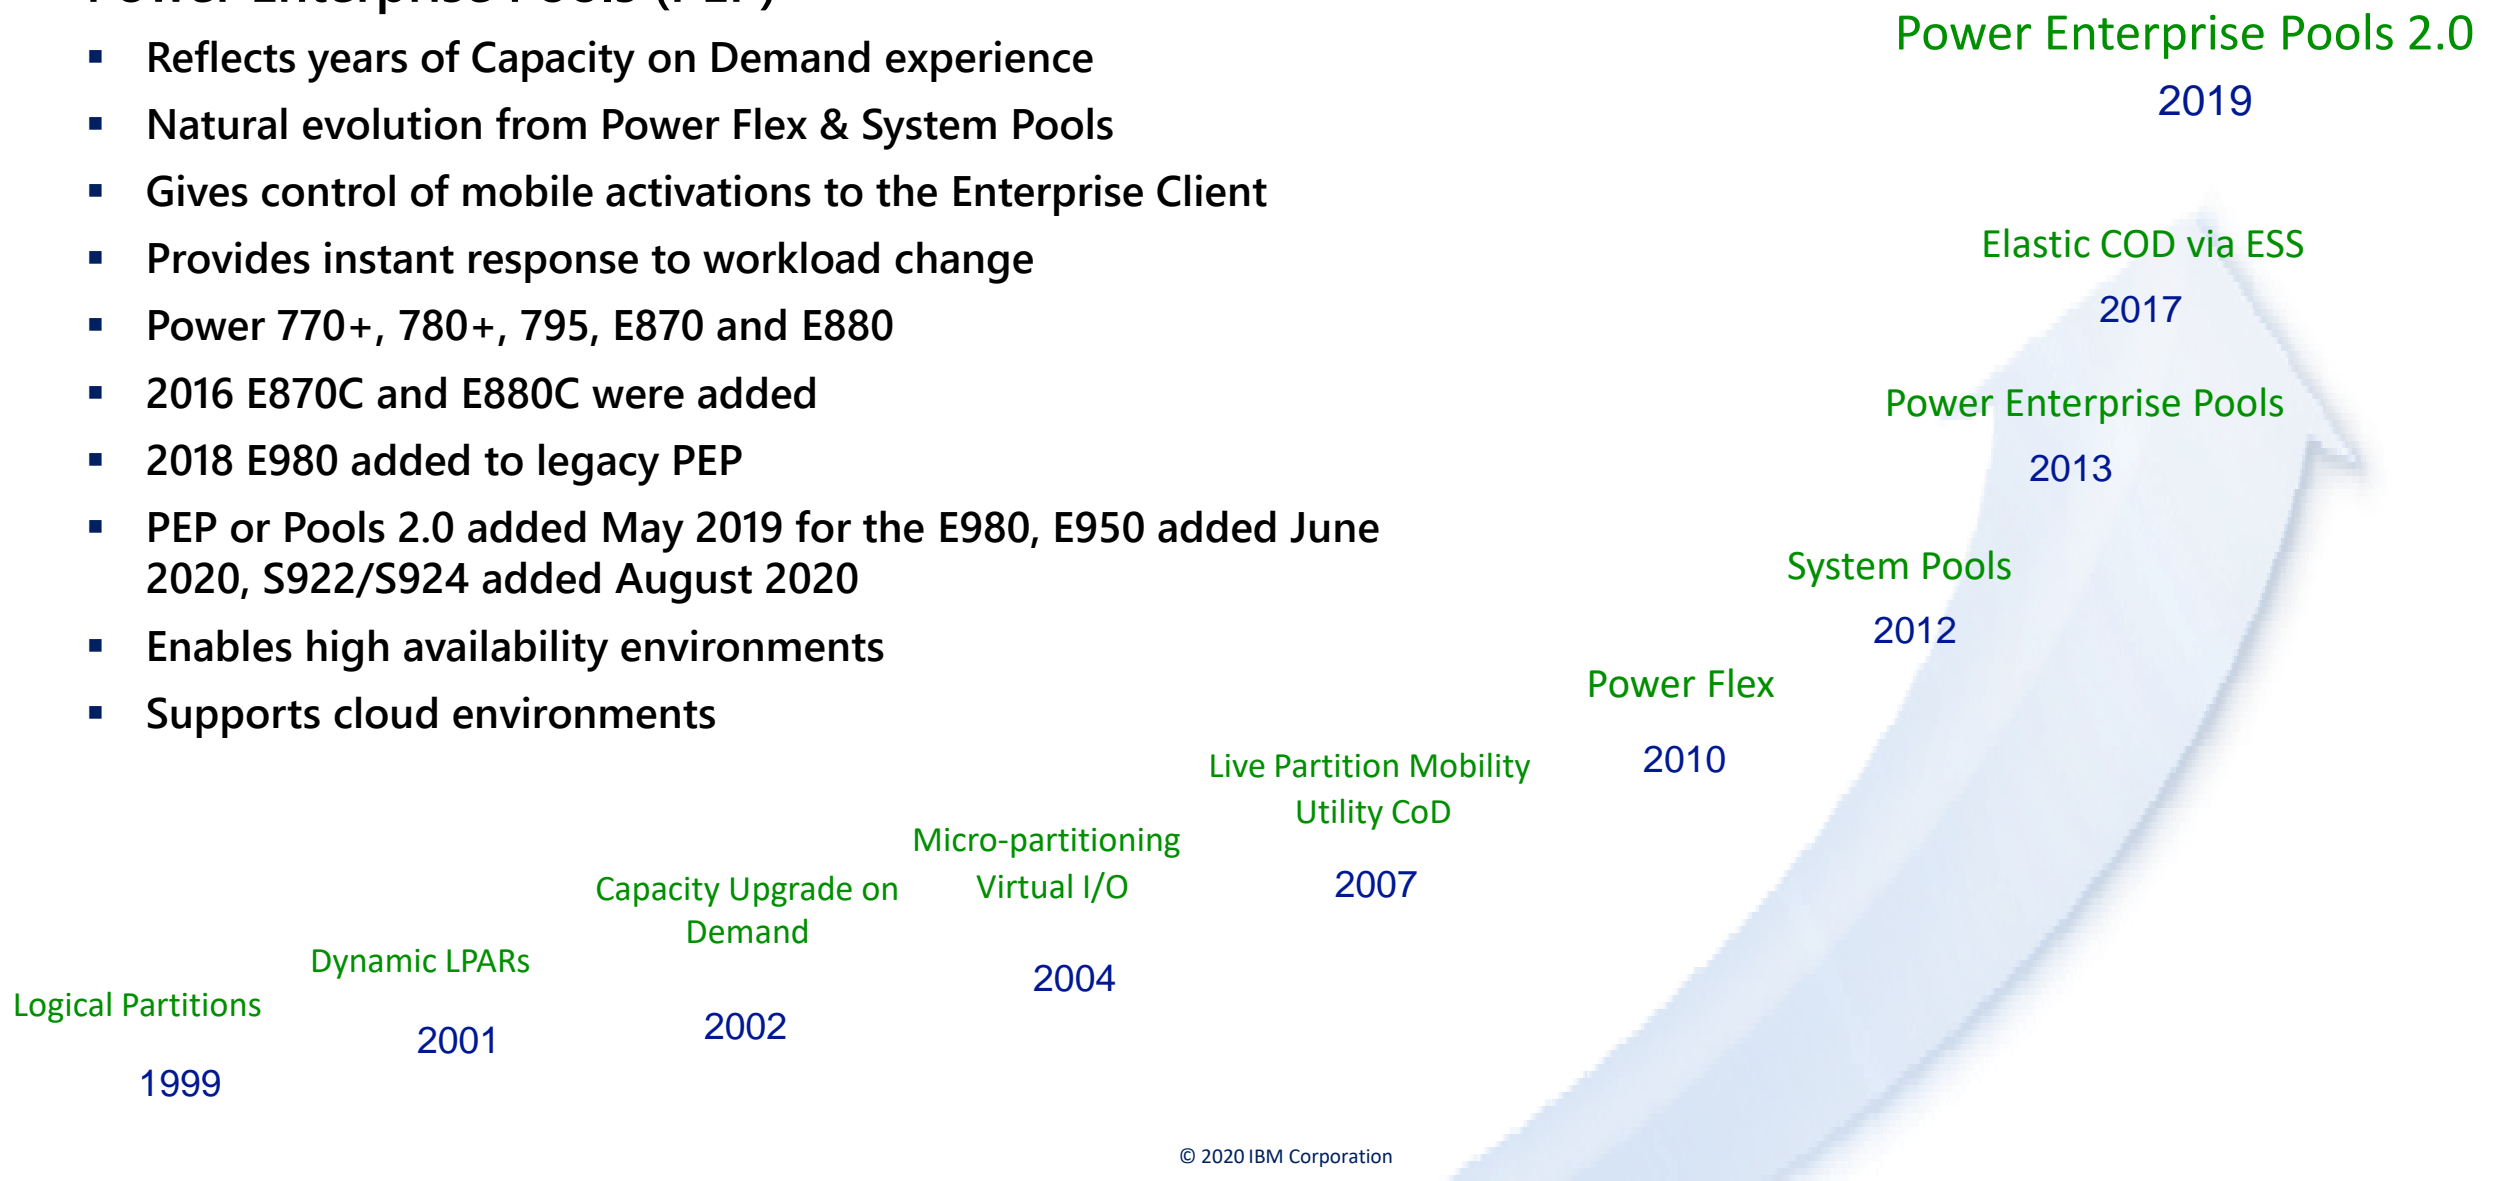 Power Enterprise Pools (PEP)
▪ Reflects years of Capacity on Demand experience
▪ Natural evolution from Power Flex & System Pools
▪ Gives control of mobile activations to the Enterprise Client
▪ Provides instant response to workload change
▪ Power 770+, 780+, 795, E870 and E880
▪ 2016 E870C and E880C were added
▪ 2018 E980 added to legacy PEP
▪ PEP or Pools 2.0 added May 2019 for the E980, E950 added June
2020, S922/S924 added August 2020
▪ Enables high availability environments
▪ Supports cloud environments
Power Enterprise Pools 2.0
2019
Elastic COD via ESS
2017
Power Enterprise Pools
2013
System Pools
2012
Power Flex
2010
Live Partition Mobility
Utility CoD
2007
Micro-partitioning
Virtual I/O
2004
Capacity Upgrade on
Demand
2002
Dynamic LPARs
2001
Logical Partitions
1999
© 2020 IBM Corporation